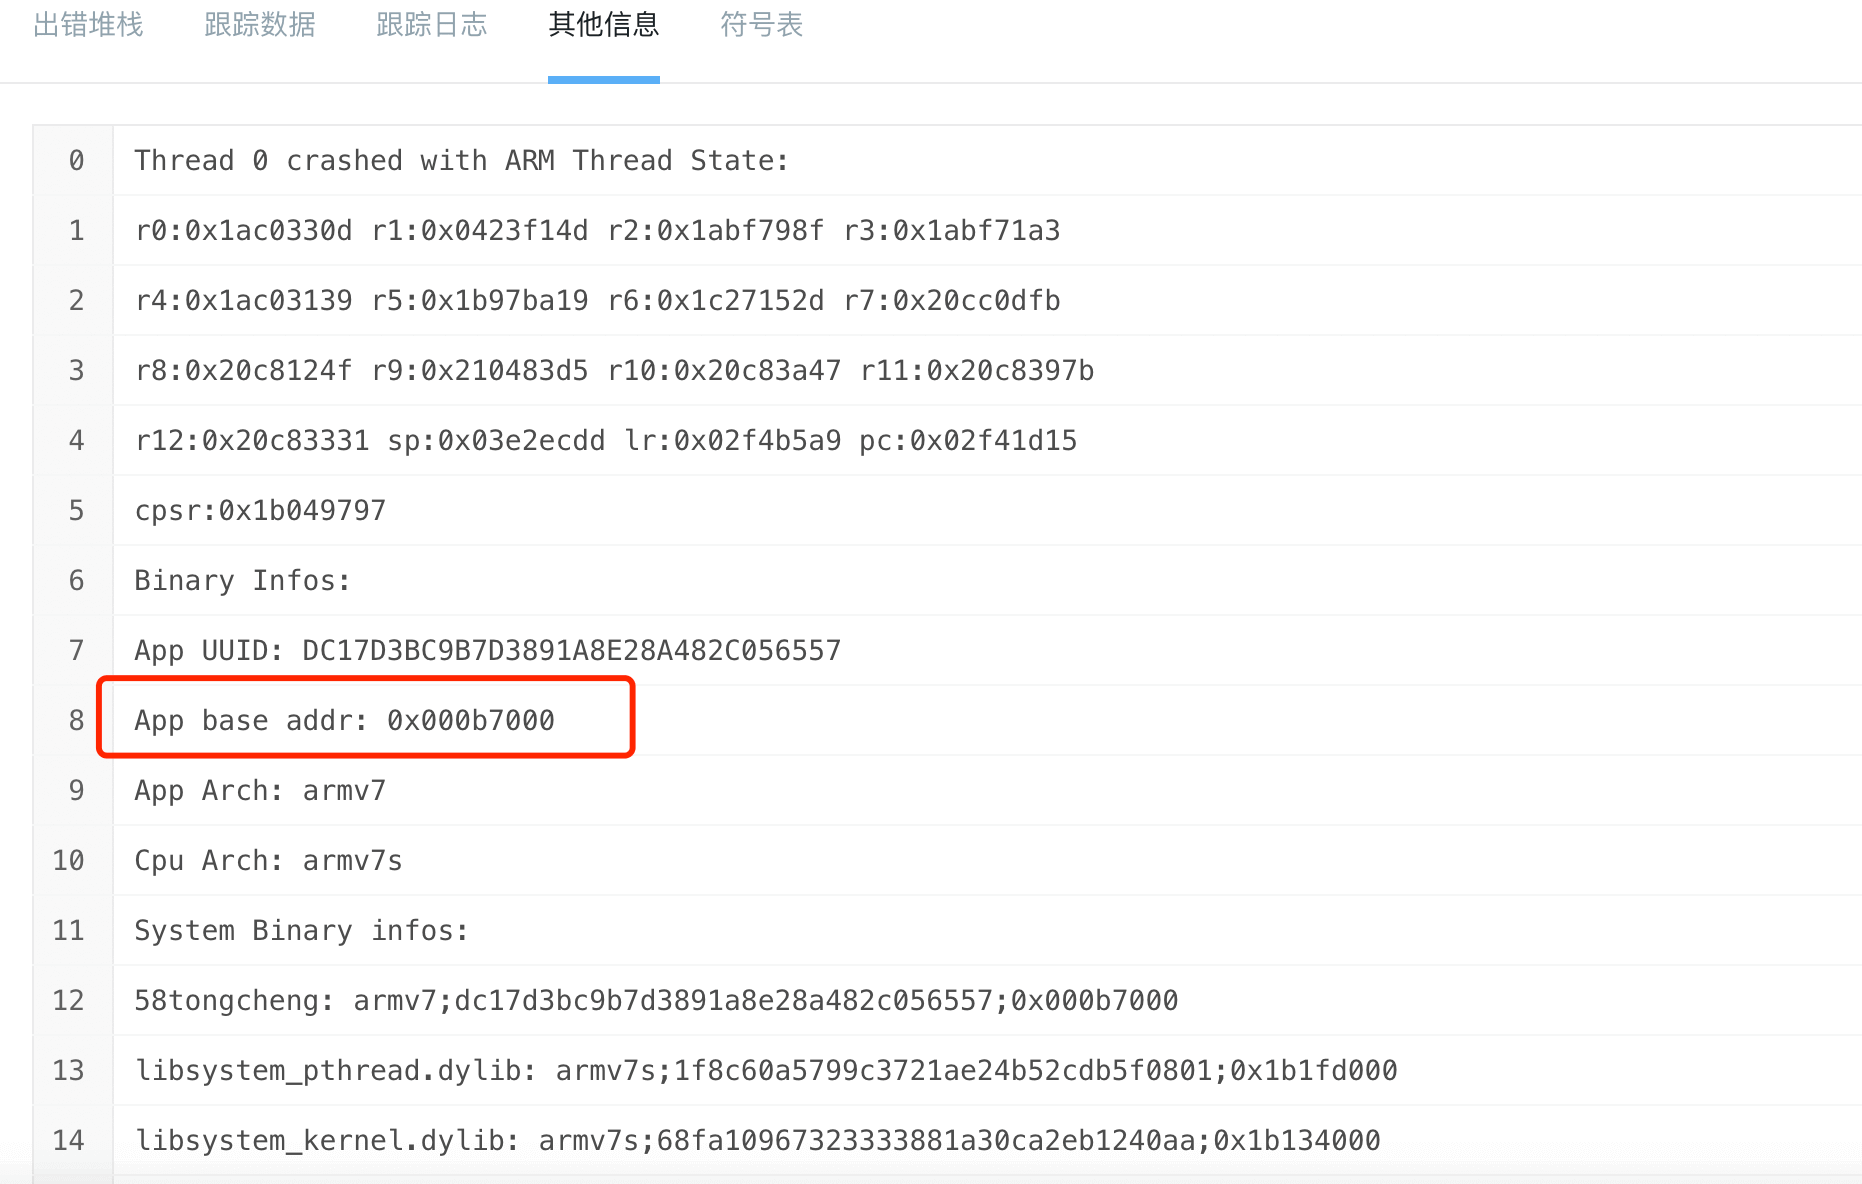 出错堆栈 跟踪数据 跟踪日志 其他信息 符号表
0 Thread 0 crashed with ARM Thread State:
1 r0:0x1ac0330d r1:0x0423f14d r2:0x1abf798f r3:0x1abf71a3
2 r4:0x1ac03139 r5:0x1b97ba19 r6:0x1c27152d r7:0x20cc0dfb
3 r8:0x20c8124f r9:0x210483d5 r10:0x20c83a47 r11:0x20c8397b
4 r12:0x20c83331 sp:0x03e2ecdd lr:0x02f4b5a9 pc:0x02f41d15
5 cpsr:0x1b049797
6 Binary Infos:
7 App UUID: DC17D3BC9B7D3891A8E28A482C056557
8 App base addr: 0x000b7000
9 App Arch: armv7
10 Cpu Arch: armv7s
11 System Binary infos:
12 58tongcheng: armv7;dc17d3bc9b7d3891a8e28a482c056557;0x000b7000
13 libsystem_pthread.dylib: armv7s;1f8c60a5799c3721ae24b52cdb5f0801;0x1b1fd000
14 libsystem_kernel.dylib: armv7s;68fa10967323333881a30ca2eb1240aa;0x1b134000